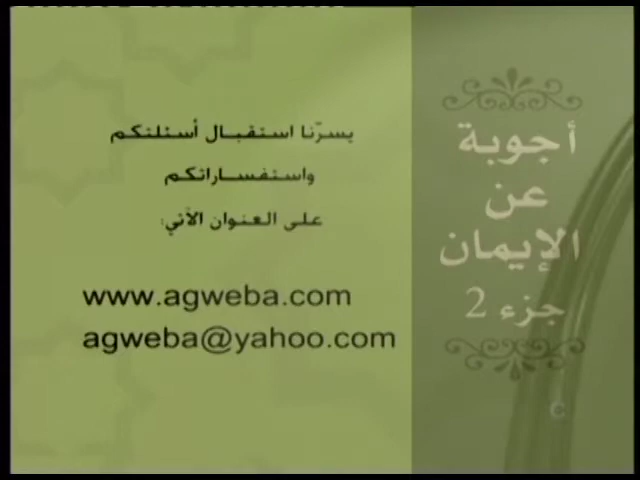 أجوبة
عن
الإيمان
جزء 2
يسرّنا استقبال أسئلتكم
واستفساراتكم
على العنوان الآتي:
www.agweba.com
agweba@yahoo.com